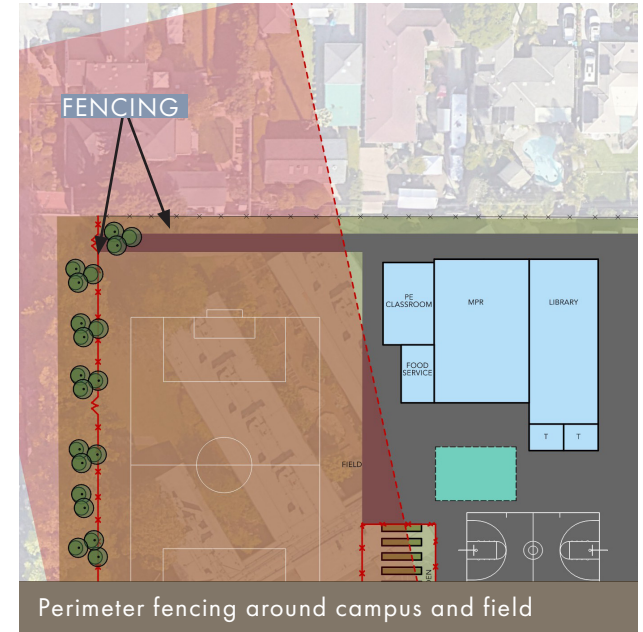 FENCING
PE
CLASSROOM
MPR
LIBRARY
FOOD
SERVICE
T
T
FIELD
Perimeter fencing around campus and field